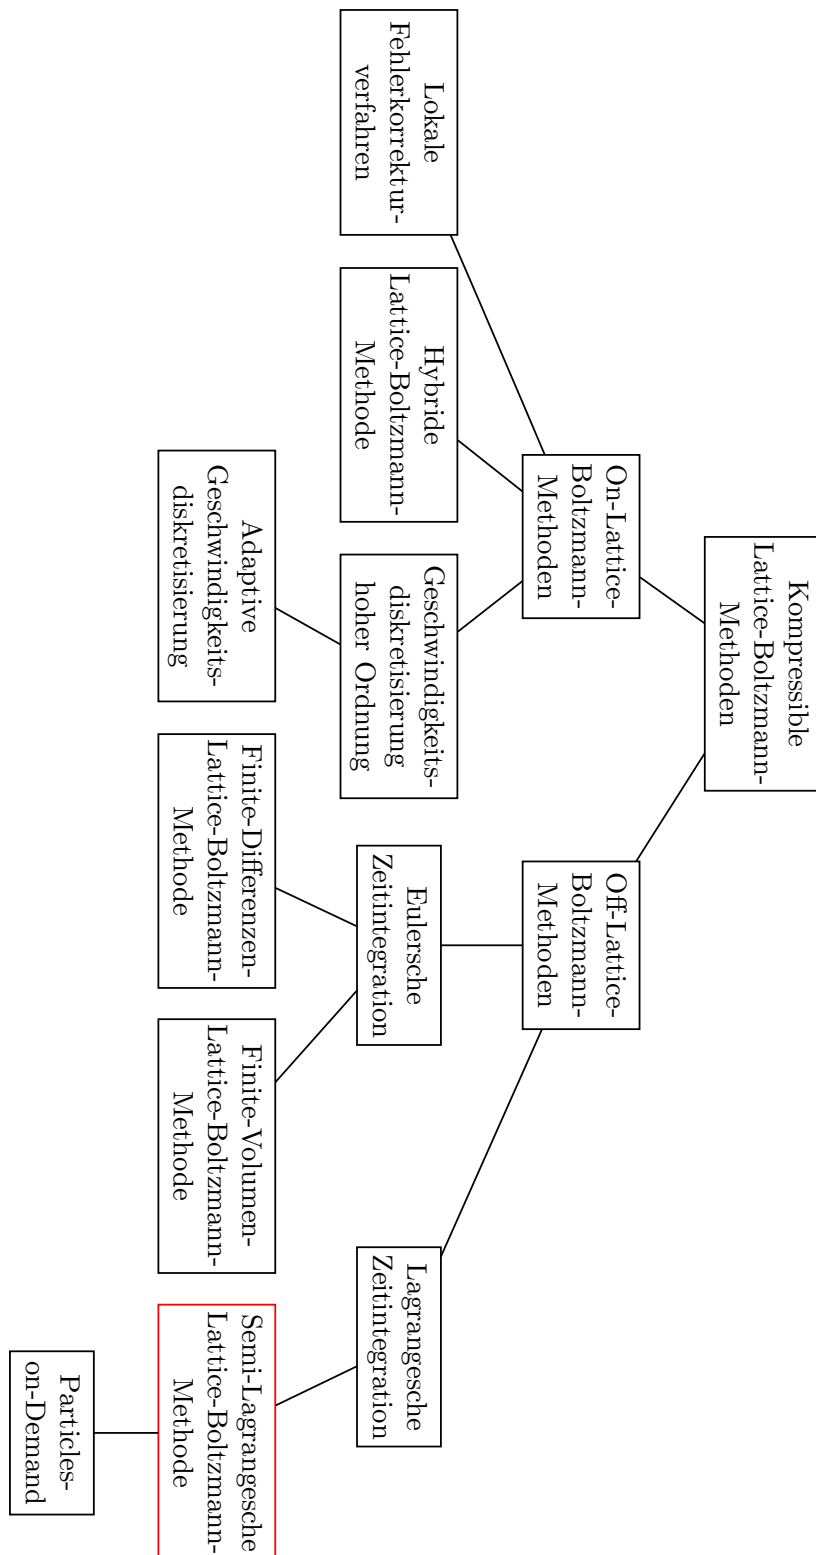 Kompressible
Lattice-Boltzmann-
Methoden
On-Lattice-
Boltzmann-
Methoden
Off-Lattice-
Boltzmann-
Methoden
Lokale
Fehlerkorrektur-
verfahren
Hybride
Lattice-Boltzmann-
Methode
Geschwindigkeits-
diskretisierung
hoher Ordnung
Eulersche
Zeitintegration
Lagrangesche
Zeitintegration
Adaptive
Geschwindigkeits-
diskretisierung
Finite-Differenzen-
Lattice-Boltzmann-
Methode
Finite-Volumen-
Lattice-Boltzmann-
Methode
Semi-Lagrangesche
Lattice-Boltzmann-
Methode
Particles-
on-Demand